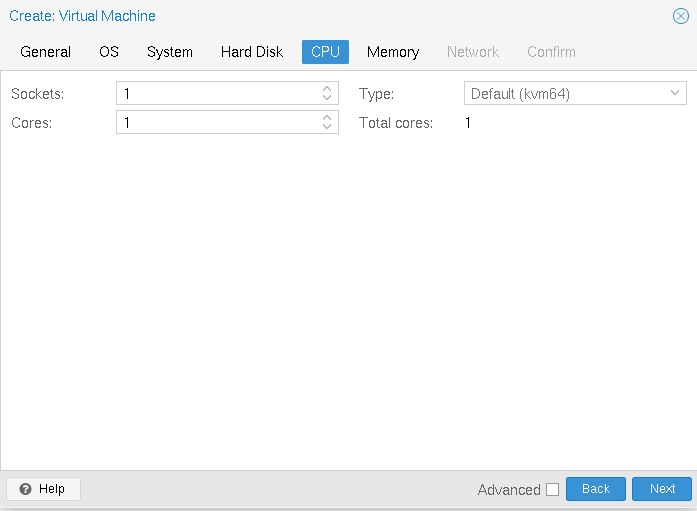 Create: Virtual Machine
General OS System Hard Disk CPU Memory Network Confirm
Sockets: 1 Type: Default (kvm64)
Cores: 1 Total cores: 1
Help Advanced Back Next